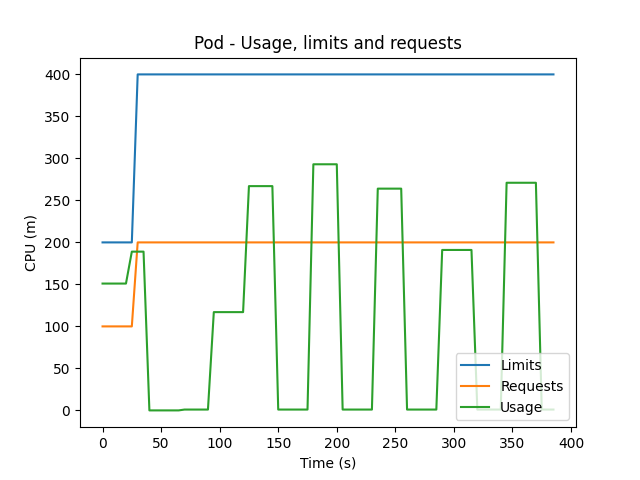 Pod - Usage, limits and requests
CPU (m)
400
350
300
250
200
150
100
50
0
0 50 100 150 200 250 300 350 400
Time (s)
Limits
Requests
Usage